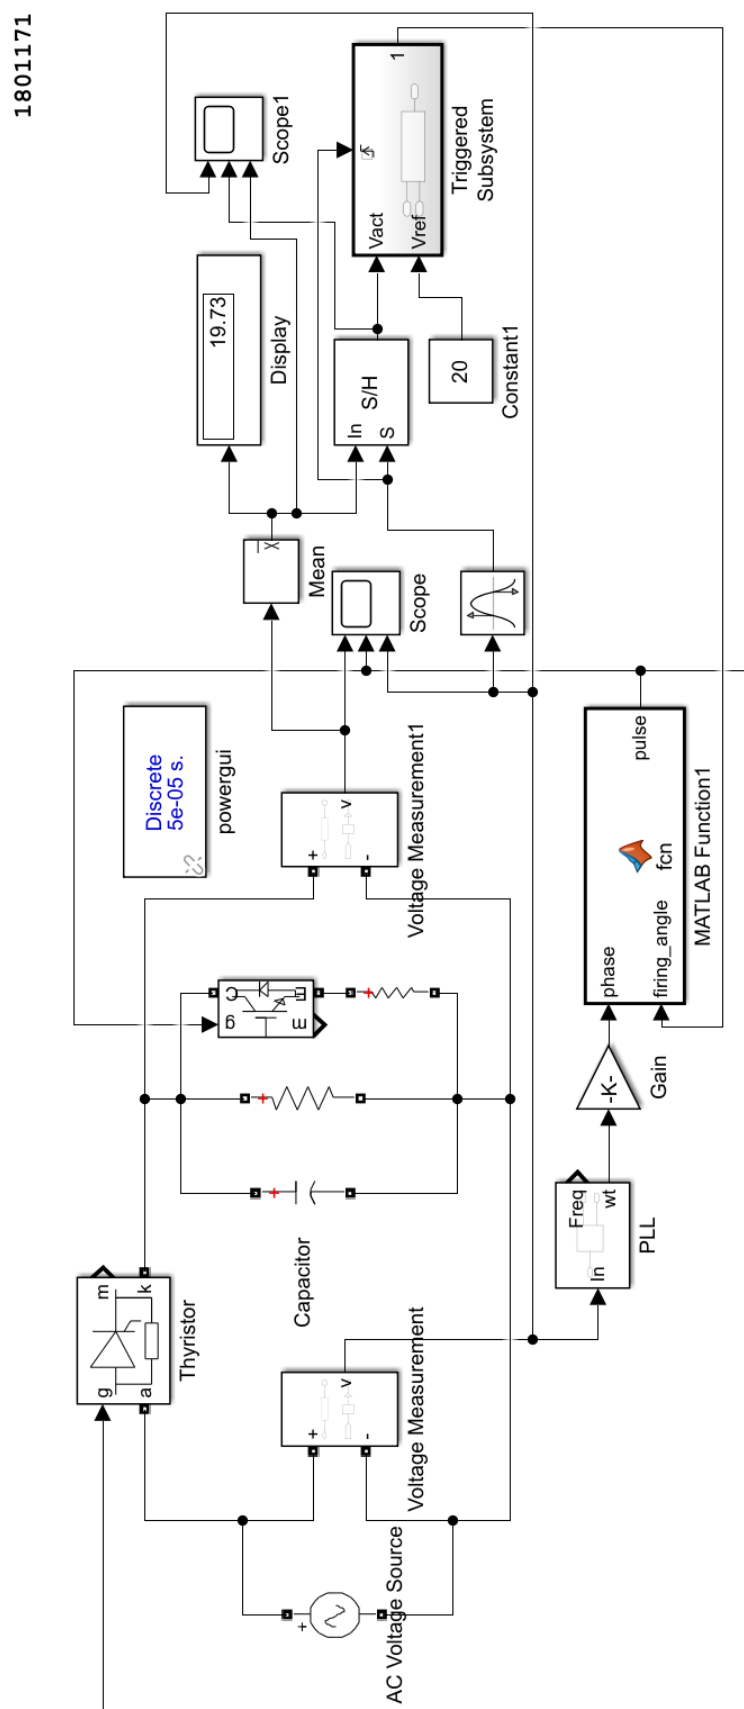 1801171
Scope1
1
Triggered
Subsystem
Vact
Vref
19.73
Display
S/H
In
S
20
Constant1
x
Mean
Scope
Discrete
5e-05 s.
powergui
+
-
v
Voltage Measurement1
pulse
fcn
phase
firing_angle
MATLAB Function1
g
C
m
E
+
+
+
Capacitor
-K-
Gain
Freq
wt
In
PLL
g
m
a
k
Thyristor
+
-
v
Voltage Measurement
+
AC Voltage Source